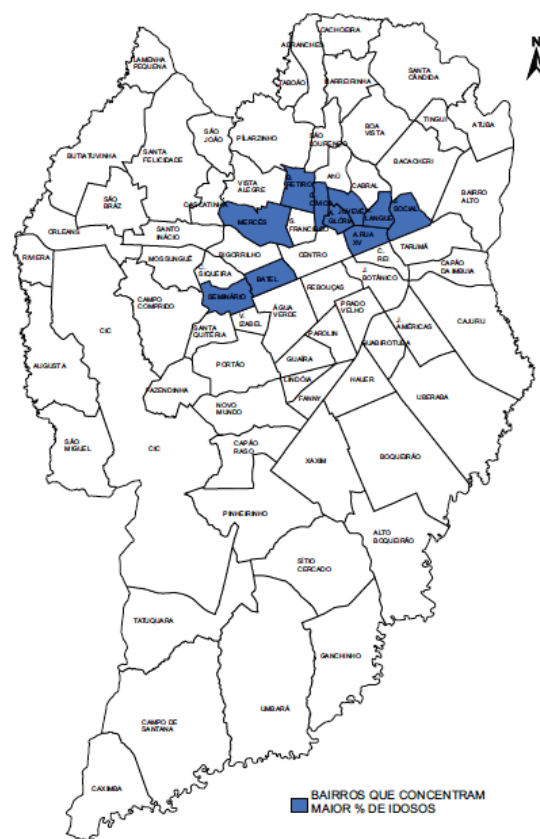 CACHOEIRA
N
ABRANCHES
LAMENHA
PEQUENA
TABOÃO
BARREIRINHA
SANTA
CÂNDIDA
SÃO
JOÃO
PILARZINHO
SÃO
LOURENÇO
BOA
VISTA
TINGUI
ATUBA
BUTIATUVINHA
SANTA
FELICIDADE
BACACHERI
VISTA
ALEGRE
B.
RETIRO
AHÚ
CABRAL
BAIRRO
ALTO
SÃO
BRAZ
CASCATINHA
C.
CÍVICO
J.
SOCIAL
MERCÊS
S.
FRANCISCO
A.
GLÓRIA
JUVEVÊ
H.
LANGUE
ORLEANS
SANTO
INÁCIO
A.RUA
XV
TARUMÃ
RIVIERA
MOSSUNGUÊ
BIGORRILHO
CENTRO
C.
REI
CAPÃO
DA IMBUIA
SIQUEIRA
BATEL
J.
BOTÂNICO
CAMPO
COMPRIDO
SEMINÁRIO
REBOUÇAS
CIC
ÁGUA
VERDE
PRADO
VELHO
SANTA
QUITÉRIA
V.
IZABEL
PAROLIN
J.
AMÉRICAS
CAJURU
GUABIROTUBA
AUGUSTA
PORTÃO
GUAÍRA
LINDÓIA
HAUER
FAZENDINHA
FANNY
UBERABA
NOVO
MUNDO
SÃO
MIGUEL
CIC
CAPÃO
RASO
XAXIM
BOQUEIRÃO
PINHEIRINHO
ALTO
BOQUEIRÃO
SÍTIO
CERCADO
TATUQUARA
GANCHINHO
UMBARÁ
CAMPO DE
SANTANA
CAXIMBA
BAIRROS QUE CONCENTRAM
MAIOR % DE IDOSOS